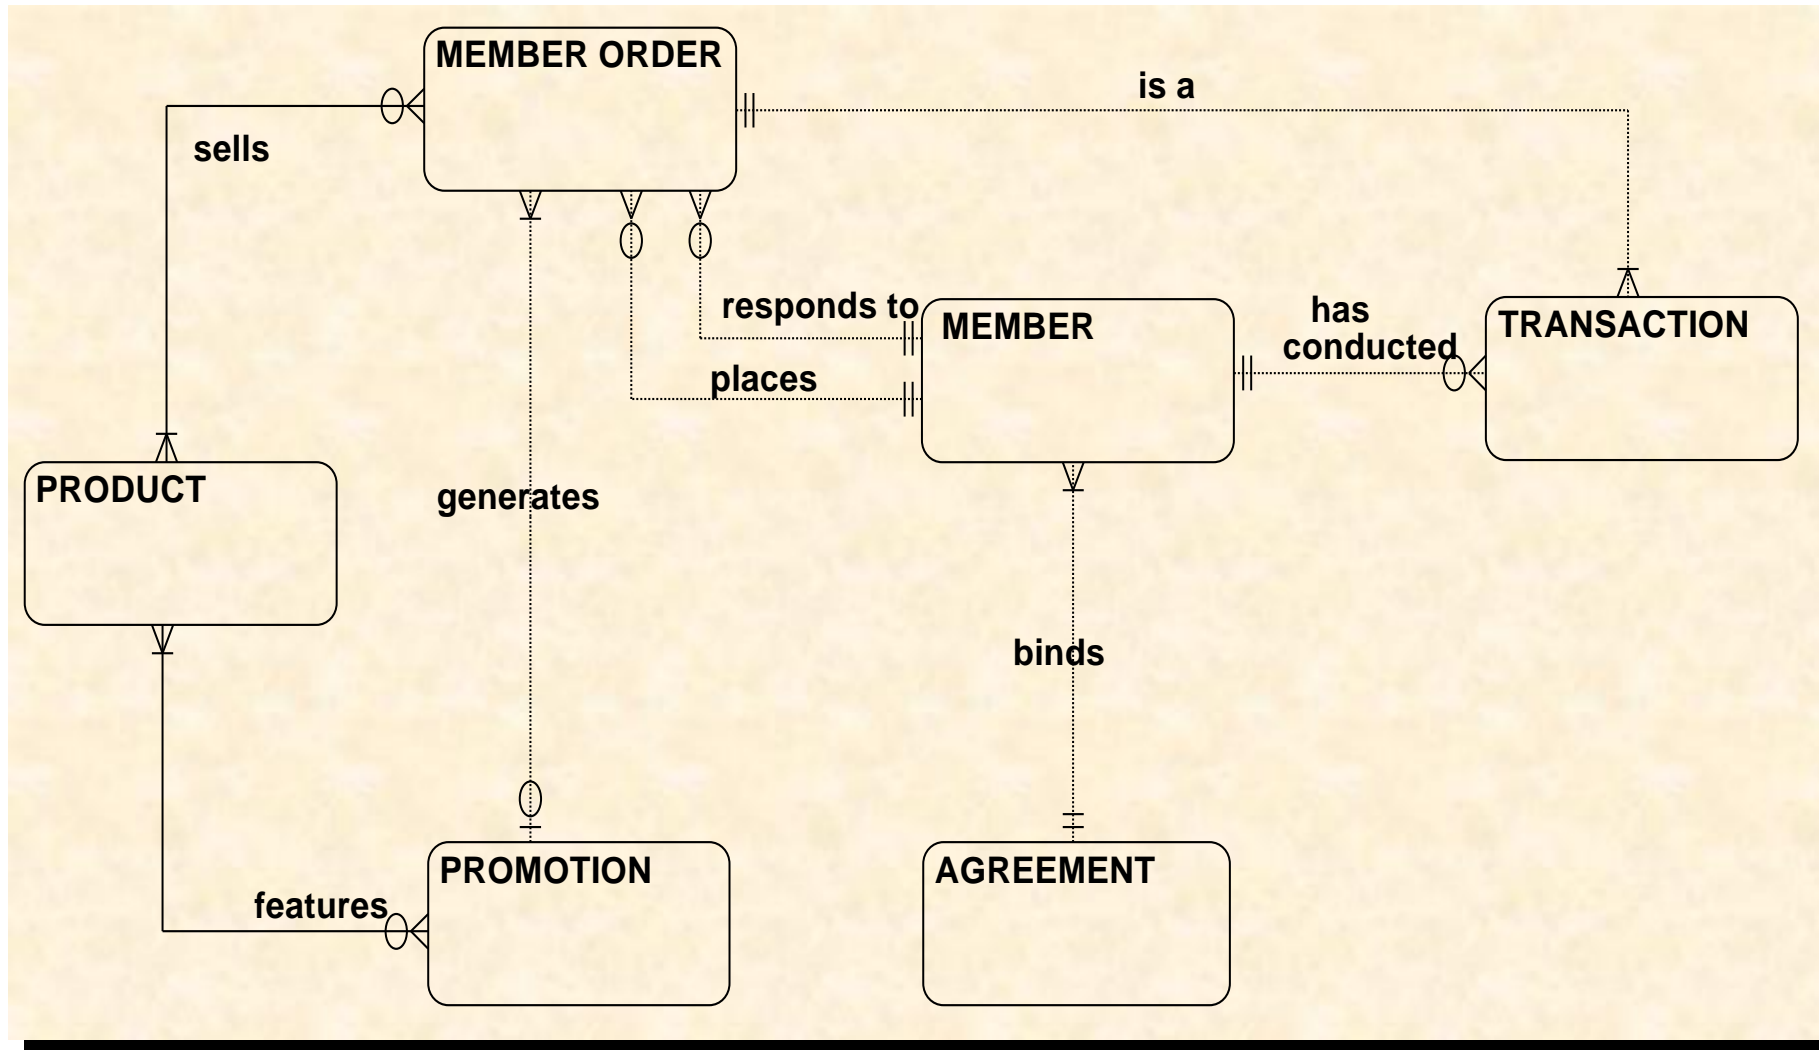 MEMBER ORDER
is a
sells
responds to
MEMBER
has
conducted
TRANSACTION
places
PRODUCT
generates
binds
PROMOTION
AGREEMENT
features